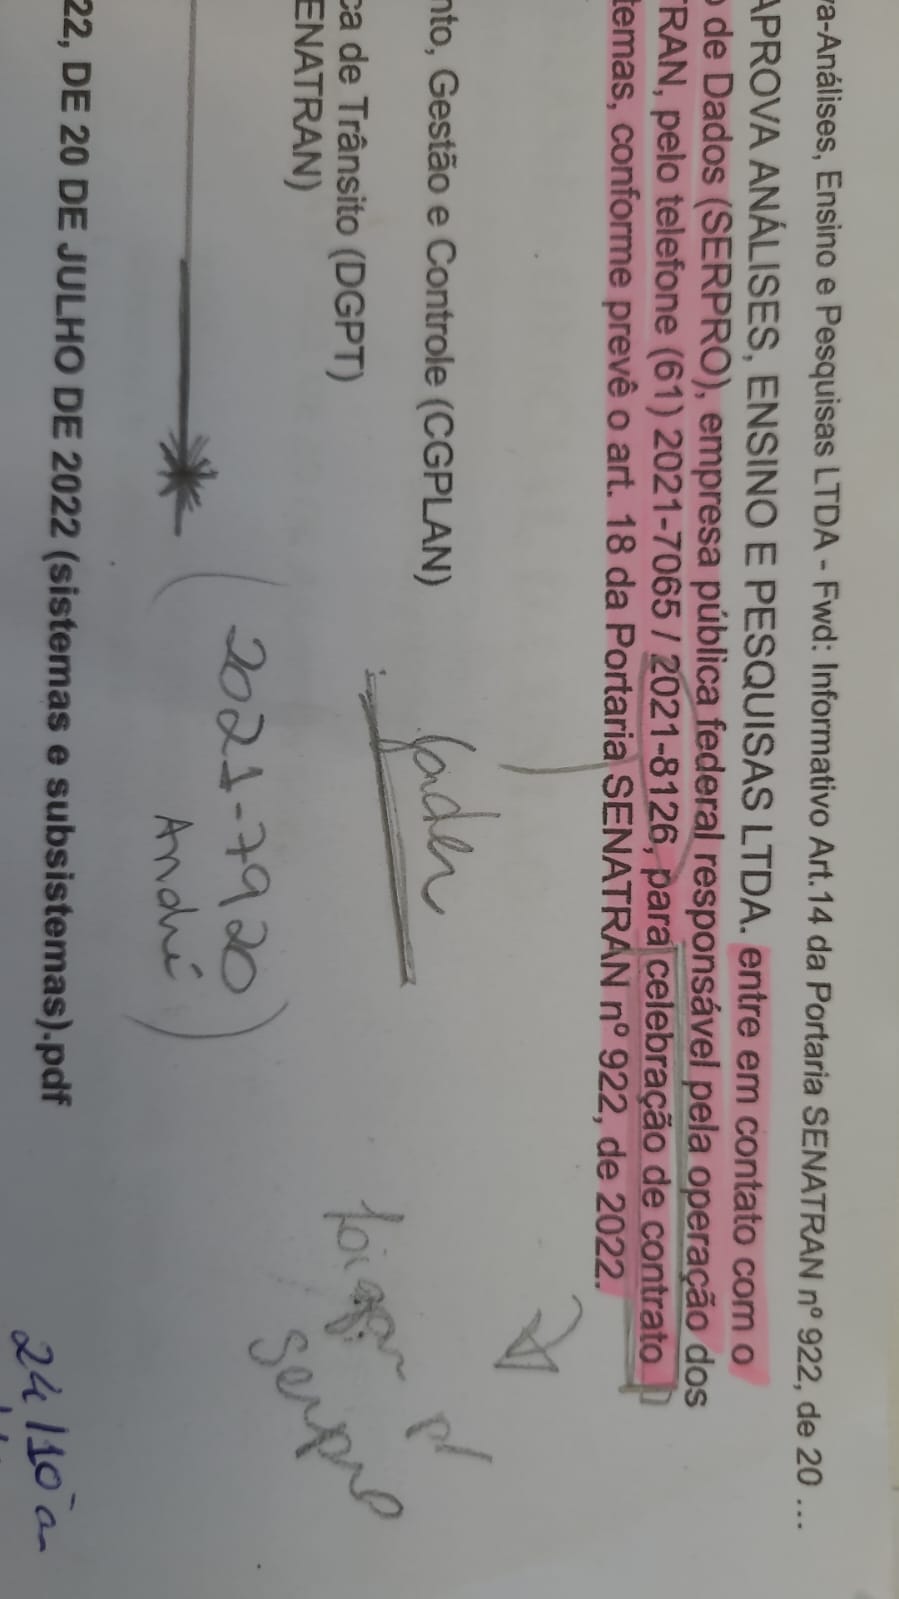 va-Análises, Ensino e Pesquisas LTDA - Fwd: Informativo Art.14 da Portaria SENATRAN nº 922, de 20 ...
APROVA ANÁLISES, ENSINO E PESQUISAS LTDA. entre em contato com o
o de Dados (SERPRO), empresa pública federal responsável pela operação dos
TRAN, pelo telefone (61) 2021-7065 / 2021-8126, para celebração de contrato
temas, conforme prevê o art. 18 da Portaria SENATRAN nº 922, de 2022.
nto, Gestão e Controle (CGPLAN)
Jader
p/
serpro
ca de Trânsito (DGPT)
ENATRAN)
(2021-7920
André)
22, DE 20 DE JULHO DE 2022 (sistemas e subsistemas).pdf
24/10